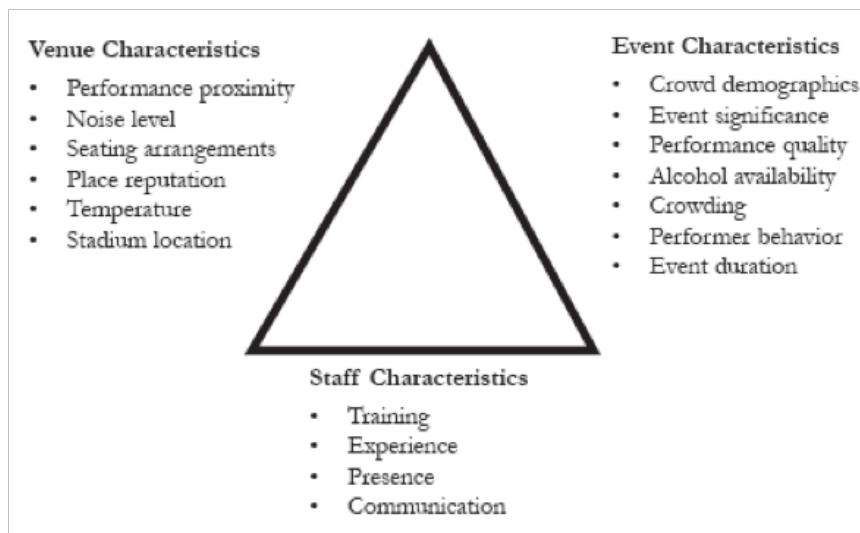 Venue Characteristics
• Performance proximity
• Noise level
• Seating arrangements
• Place reputation
• Temperature
• Stadium location
Event Characteristics
• Crowd demographics
• Event significance
• Performance quality
• Alcohol availability
• Crowding
• Performer behavior
• Event duration
Staff Characteristics
• Training
• Experience
• Presence
• Communication